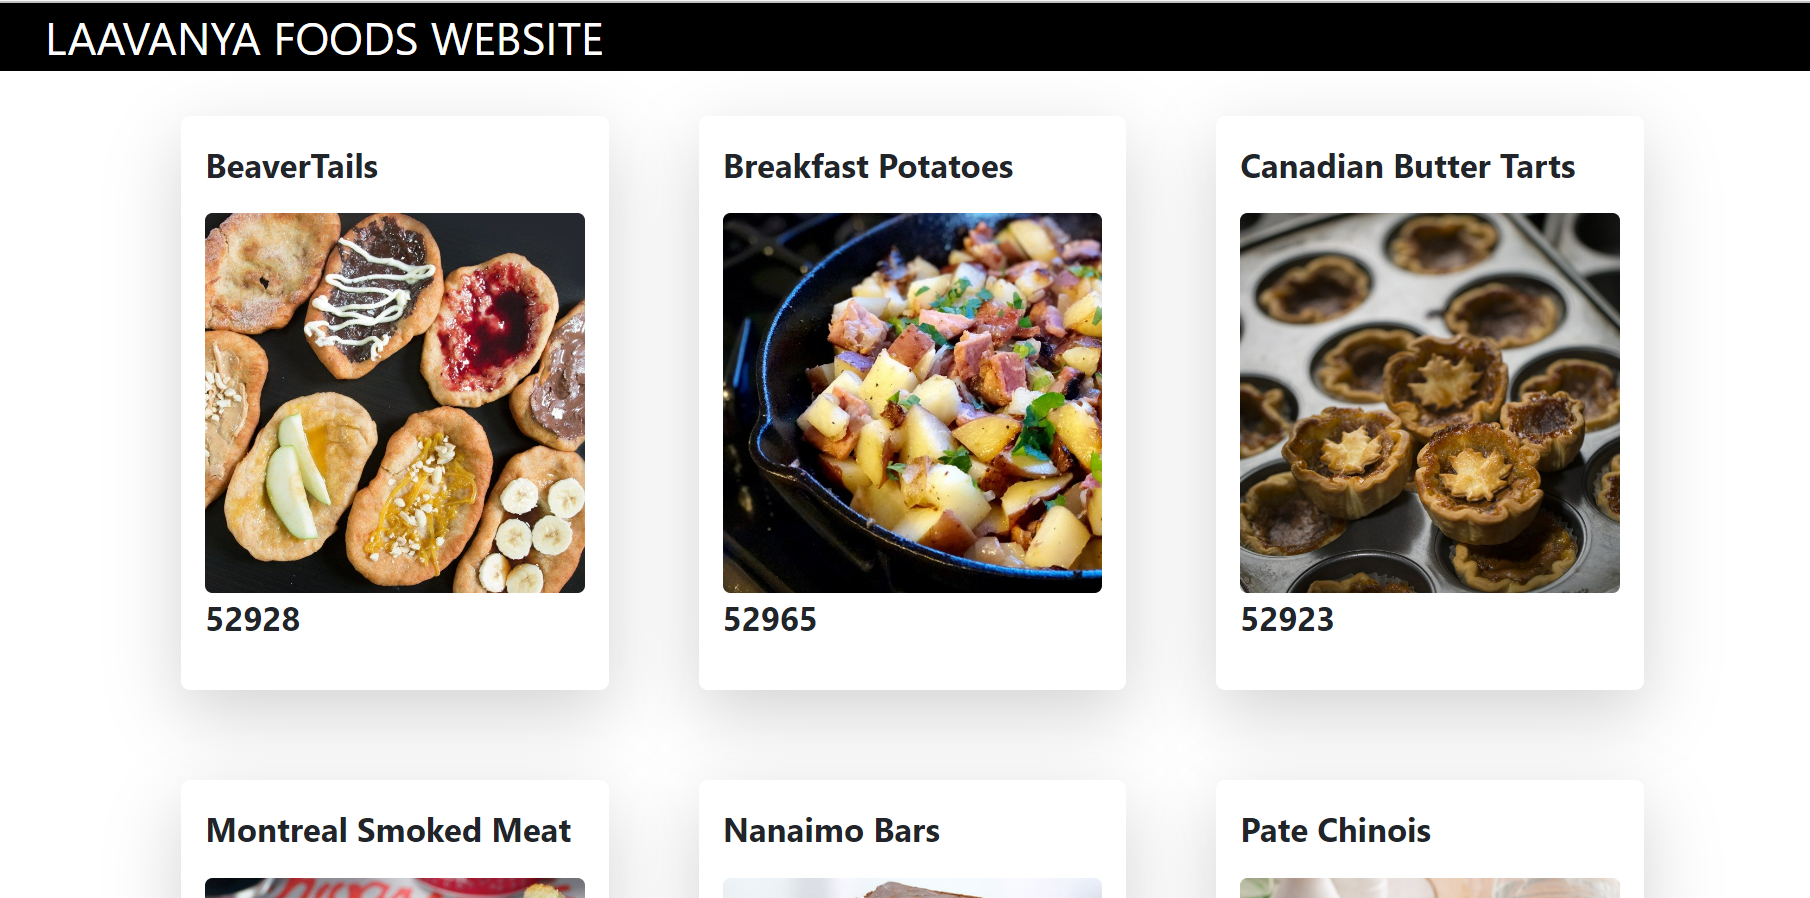 LAAVANYA FOODS WEBSITE
BeaverTails
Breakfast Potatoes
Canadian Butter Tarts
52928
52965
52923
Montreal Smoked Meat
Nanaimo Bars
Pate Chinois